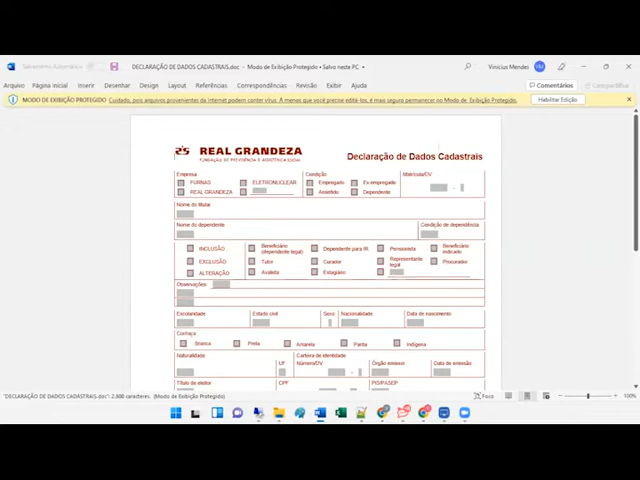 Salvamento Automático
DECLARAÇÃO DE DADOS CADASTRAIS.doc - Modo de Exibição Protegido • Salvo neste PC
Vinícius Mendes
VM
Arquivo Página Inicial Inserir Desenhar Design Layout Referências Correspondências Revisão Exibir Ajuda
Comentários
Compartilhar
MODO DE EXIBIÇÃO PROTEGIDO Cuidado, pois arquivos provenientes da Internet podem conter vírus. A menos que você precise editá-los, é mais seguro permanecer no Modo de Exibição Protegido.
Habilitar Edição
REAL GRANDEZA
FUNDAÇÃO DE PREVIDÊNCIA E ASSISTÊNCIA SOCIAL
Declaração de Dados Cadastrais
Empresa Condição Matrícula/DV
FURNAS ELETRONUCLEAR Empregado Ex-empregado
REAL GRANDEZA Assistido Dependente
Nome do titular
Nome do dependente Condição de dependência
INCLUSÃO Beneficiário (dependente legal) Dependente para IR Pensionista Beneficiário indicado
EXCLUSÃO Tutor Curador Representante legal Procurador
ALTERAÇÃO Avalista Estagiário
Observações
Escolaridade Estado civil Sexo Nacionalidade Data de nascimento
Cor/raça
Branca Preta Amarela Parda Indígena
Naturalidade UF Carteira de identidade
Número/DV Órgão emissor Data de emissão
Título de eleitor CPF PIS/PASEP
"DECLARAÇÃO DE DADOS CADASTRAIS.doc": 2.800 caracteres. (Modo de Exibição Protegido)
Foco
100%